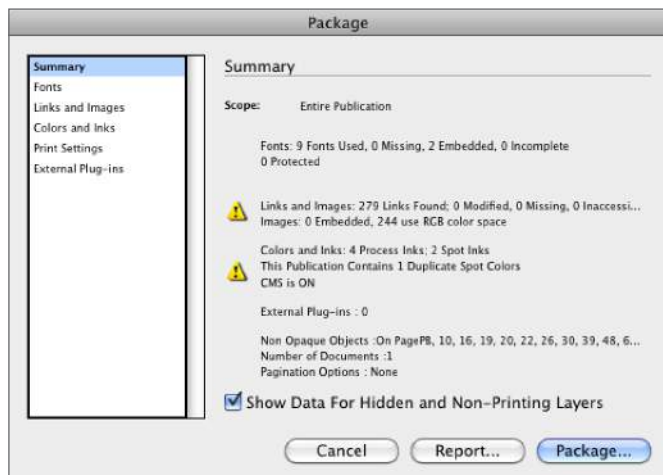 Package
Summary
Fonts
Links and Images
Colors and Inks
Print Settings
External Plug-ins
Summary
Scope: Entire Publication
Fonts: 9 Fonts Used, 0 Missing, 2 Embedded, 0 Incomplete
0 Protected
Links and Images: 279 Links Found; 0 Modified, 0 Missing, 0 Inaccessi...
Images: 0 Embedded, 244 use RGB color space
Colors and Inks: 4 Process Inks; 2 Spot Inks
This Publication Contains 1 Duplicate Spot Colors
CMS is ON
External Plug-ins : 0
Non Opaque Objects :On PagePB, 10, 16, 19, 20, 22, 26, 30, 39, 48, 6...
Number of Documents :1
Pagination Options : None
Show Data For Hidden and Non-Printing Layers
Cancel Report... Package...